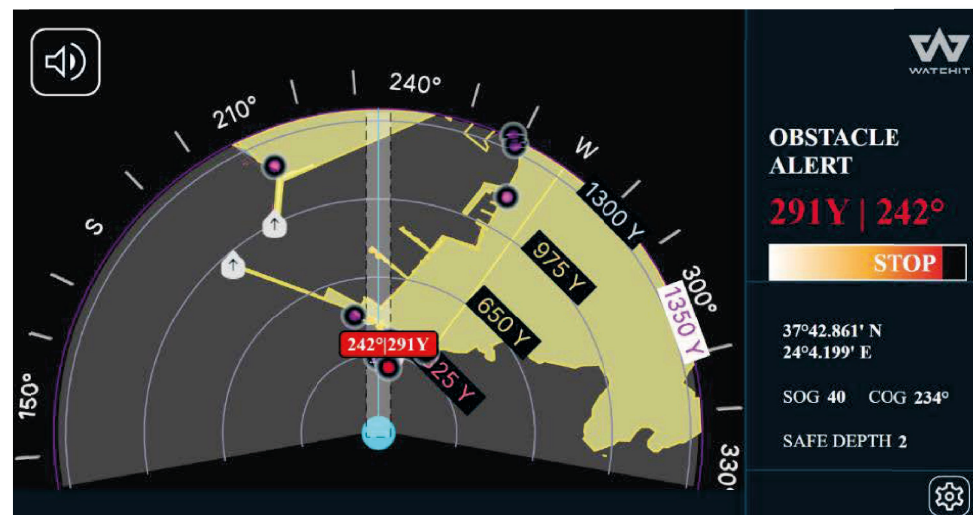 240°
210°
W
S
1300 Y
975 Y
300°
1350 Y
650 Y
242°|291Y
25 Y
150°
330°
WATCHIT
OBSTACLE
ALERT
291Y | 242°
STOP
37°42.861' N
24°4.199' E
SOG 40 COG 234°
SAFE DEPTH 2